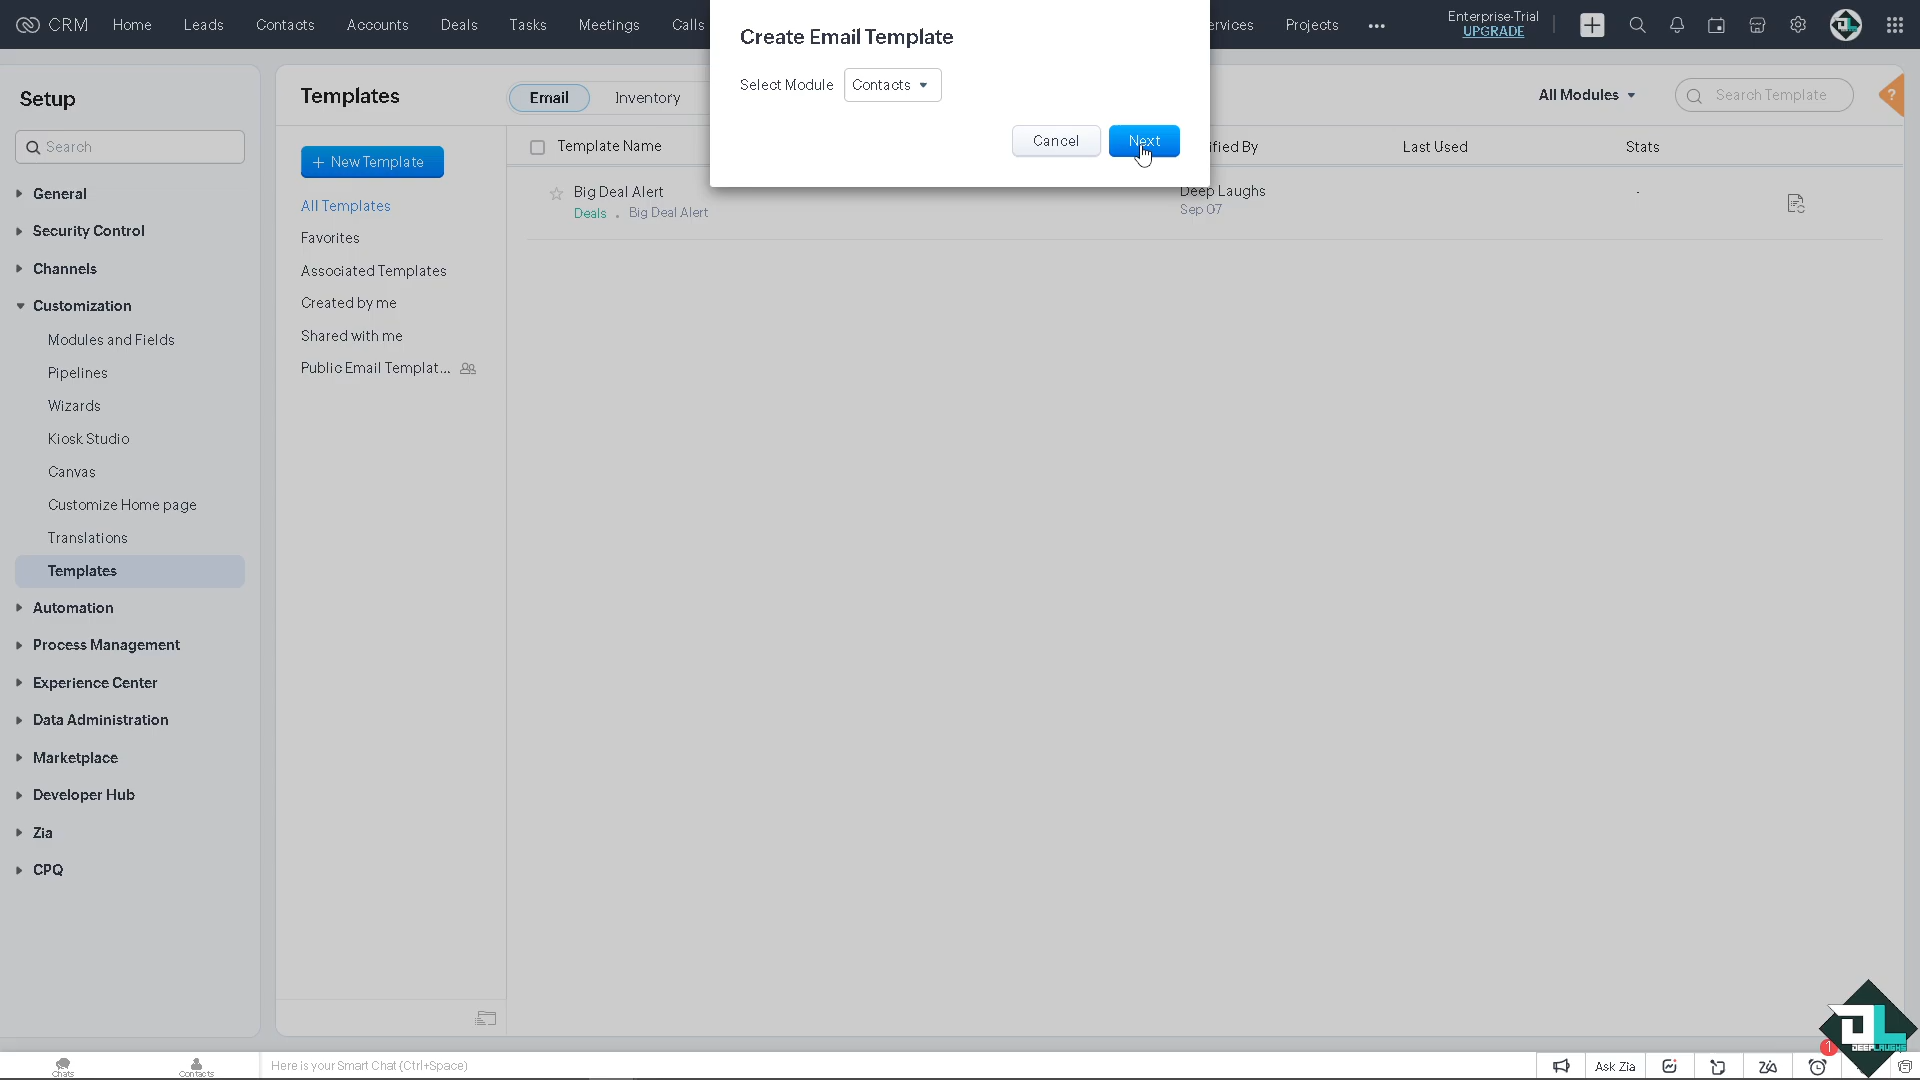 CRM
Home
Leads
Contacts
Accounts
Deals
Tasks
Meetings
Calls
ervices
Projects
Enterprise-Trial
UPGRADE
Create Email Template
Select Module
Contacts
Cancel
Next
Setup
Search
General
Security Control
Channels
Customization
Modules and Fields
Pipelines
Wizards
Kiosk Studio
Canvas
Customize Home page
Translations
Templates
Automation
Process Management
Experience Center
Data Administration
Marketplace
Developer Hub
Zia
CPQ
Templates
Email
Inventory
All Modules
Search Template
?
+ New Template
All Templates
Favorites
Associated Templates
Created by me
Shared with me
Public Email Templat...
Template Name
ified By
Last Used
Stats
Big Deal Alert
Deals . Big Deal Alert
Deep Laughs
Sep 07
-
Chats
Contacts
Here is your Smart Chat (Ctrl+Space)
Ask Zia
1
DL
DEEPLAUGHS